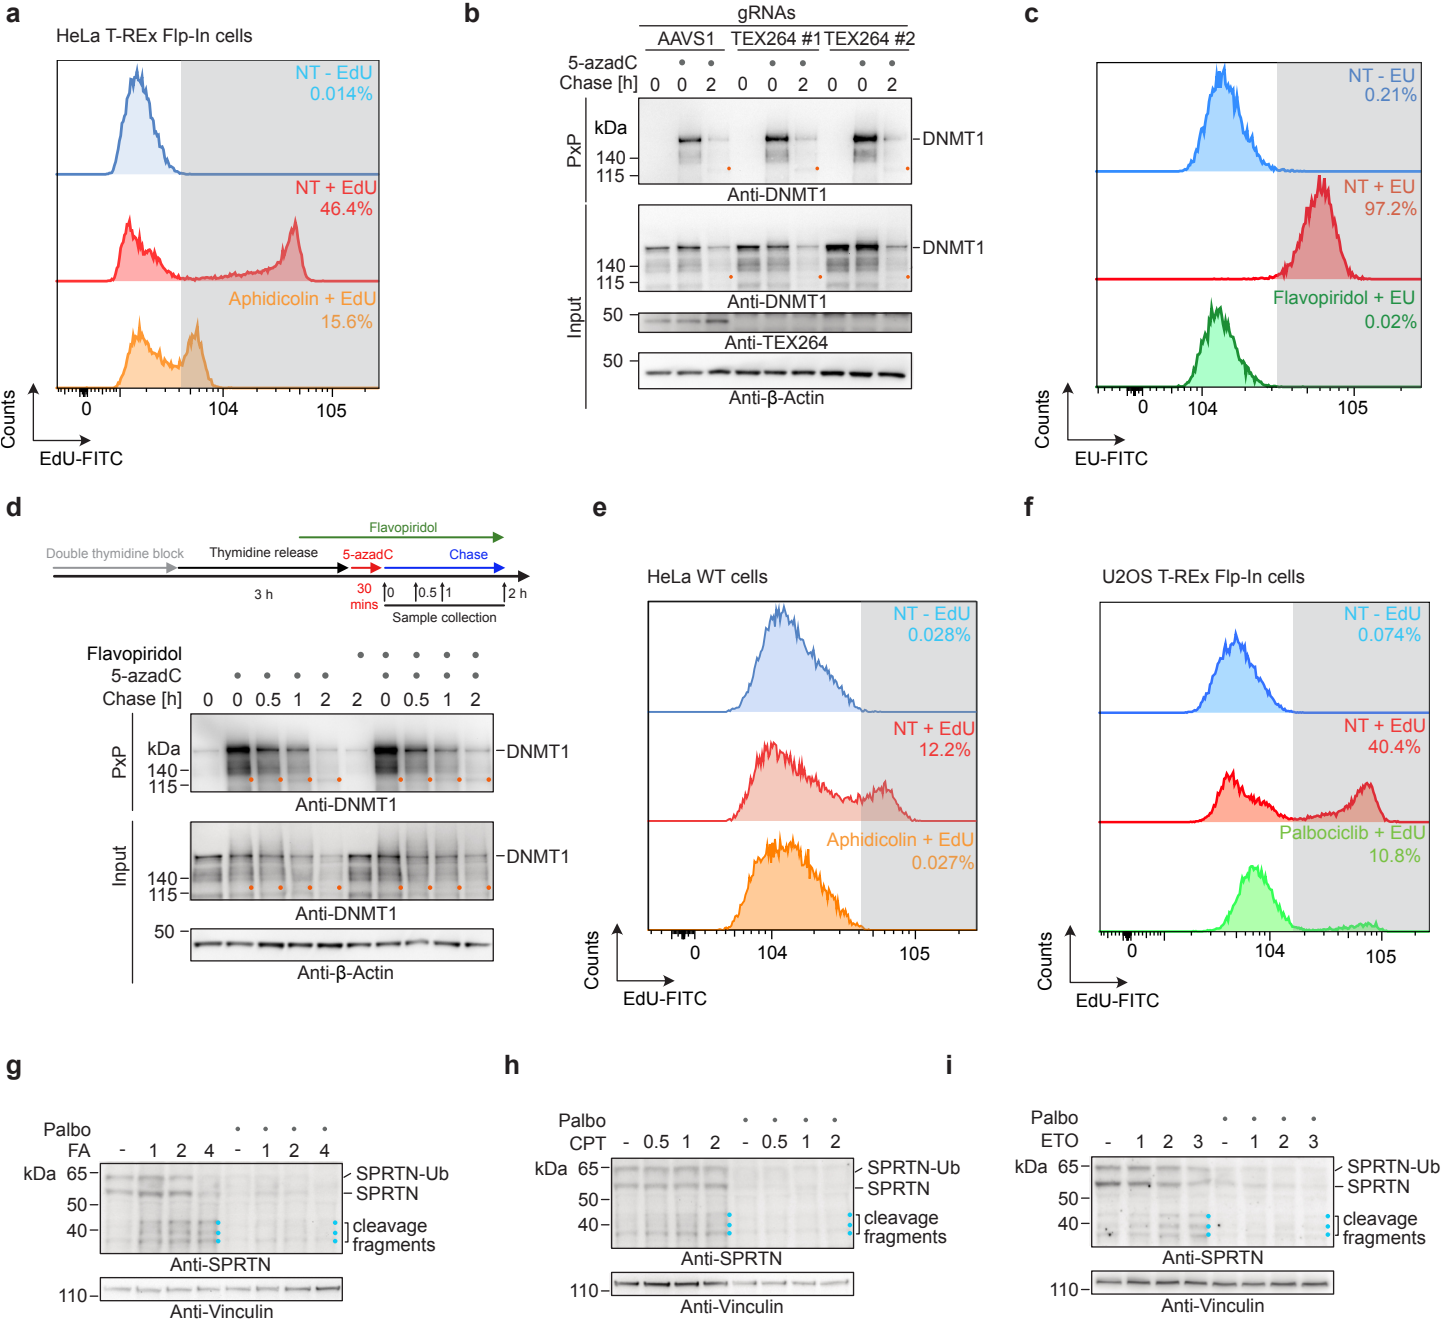 a
HeLa T-REx Flp-In cells
NT - EdU
0.014%
NT + EdU
46.4%
Aphidicolin + EdU
15.6%
0 104 105
Counts
EdU-FITC
b
gRNAs
AAVS1 TEX264 #1 TEX264 #2
5-azadC
Chase [h] 0 0 2 0 0 2 0 0 2
PxP
kDa
DNMT1
140
115
Anti-DNMT1
Input
DNMT1
140
115
Anti-DNMT1
50
Anti-TEX264
50
Anti-β-Actin
c
NT - EU
0.21%
NT + EU
97.2%
Flavopiridol + EU
0.02%
0 104 105
Counts
EU-FITC
d
Flavopiridol
Double thymidine block Thymidine release 5-azadC Chase
3 h 30 mins 0 0.5 1 2 h
Sample collection
Flavopiridol
5-azadC
Chase [h] 0 0 0.5 1 2 2 0 0.5 1 2
PxP
kDa
DNMT1
140
115
Anti-DNMT1
Input
DNMT1
140
115
Anti-DNMT1
50
Anti-β-Actin
e
HeLa WT cells
NT - EdU
0.028%
NT + EdU
12.2%
Aphidicolin + EdU
0.027%
0 104 105
Counts
EdU-FITC
f
U2OS T-REx Flp-In cells
NT - EdU
0.074%
NT + EdU
40.4%
Palbociclib + EdU
10.8%
0 104 105
Counts
EdU-FITC
g
Palbo
FA - 1 2 4 - 1 2 4
kDa 65
SPRTN-Ub
SPRTN
50
40
cleavage
fragments
Anti-SPRTN
110
Anti-Vinculin
h
Palbo
CPT - 0.5 1 2 - 0.5 1 2
kDa 65
SPRTN-Ub
SPRTN
50
40
cleavage
fragments
Anti-SPRTN
110
Anti-Vinculin
i
Palbo
ETO - 1 2 3 - 1 2 3
kDa 65
SPRTN-Ub
SPRTN
50
40
cleavage
fragments
Anti-SPRTN
110
Anti-Vinculin